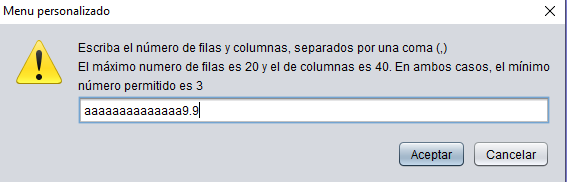 Menu personalizado
Escriba el número de filas y columnas, separados por una coma (,)
El máximo numero de filas es 20 y el de columnas es 40. En ambos casos, el mínimo
número permitido es 3
aaaaaaaaaaaaaa9.9
Aceptar Cancelar